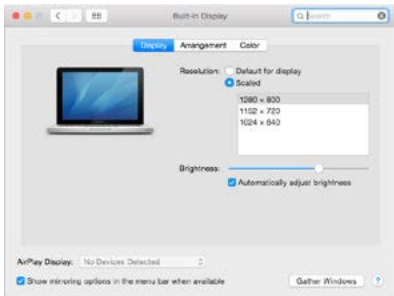 Built-in Display
Search
Display
Arrangement
Color
Resolution:
Default for display
Scaled
1280 × 800
1152 × 720
1024 × 640
Brightness:
Automatically adjust brightness
AirPlay Display:
No Devices Detected
Show mirroring options in the menu bar when available
Gather Windows
?